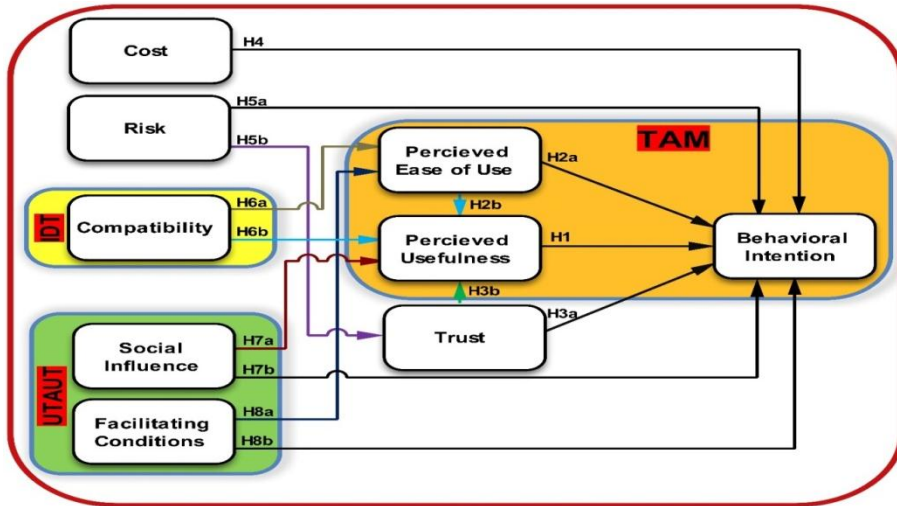 Cost
H4
Risk
H5a
H5b
TAM
Percieved
Ease of Use
H2a
H2b
IDT
Compatibility
H6a
H6b
Percieved
Usefulness
H1
Behavioral
Intention
H3b
H3a
Trust
UTAUT
Social
Influence
H7a
H7b
Facilitating
Conditions
H8a
H8b